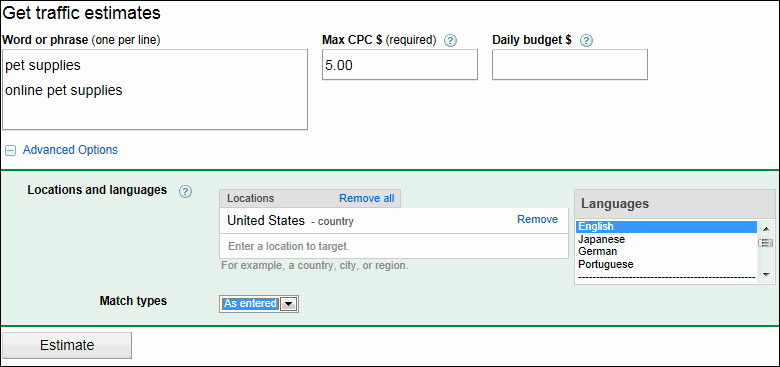 Get traffic estimates
Word or phrase (one per line)
Max CPC $ (required) ?
Daily budget $ ?
pet supplies
online pet supplies
5.00
Advanced Options
Locations and languages ?
Locations Remove all
United States - country Remove
Enter a location to target.
For example, a country, city, or region.
Languages
English
Japanese
German
Portuguese
Match types
As entered
Estimate